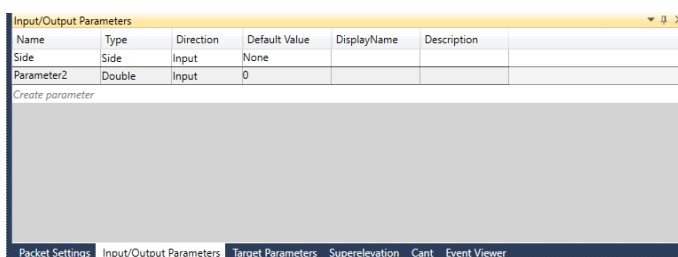 Input/Output Parameters
Name Type Direction Default Value DisplayName Description
Side Side Input None
Parameter2 Double Input 0
Create parameter
Packet Settings Input/Output Parameters Target Parameters Superelevation Cant Event Viewer